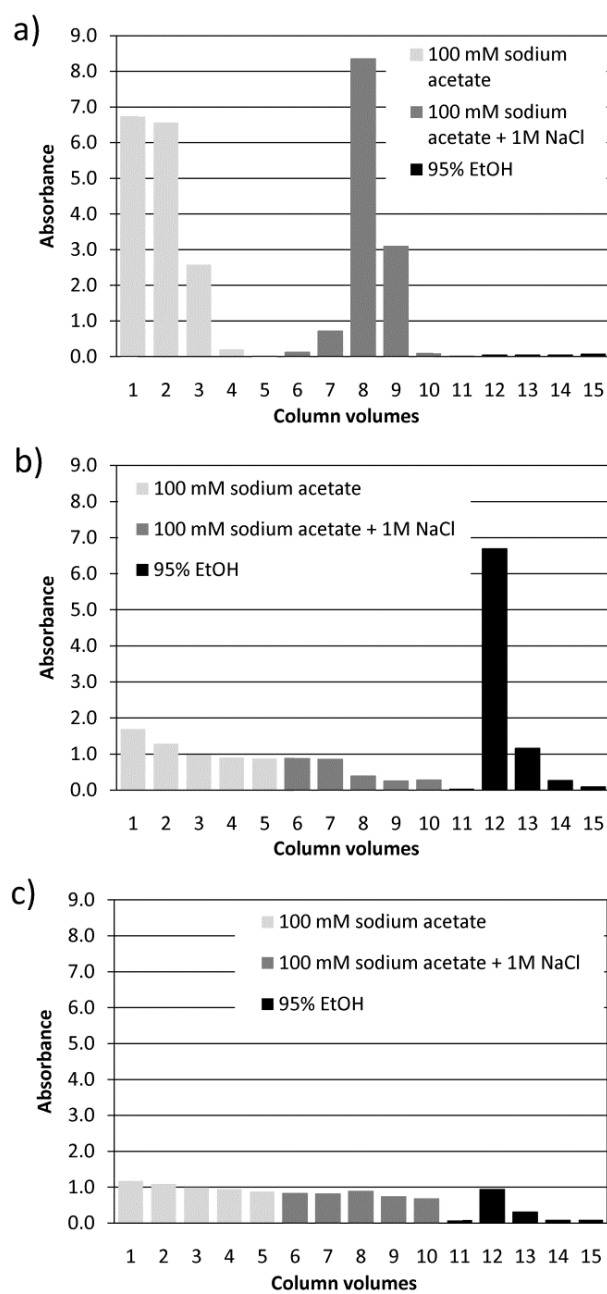 a)
9.0
8.0
7.0
6.0
5.0
4.0
3.0
2.0
1.0
0.0
Absorbance
100 mM sodium
acetate
100 mM sodium
acetate + 1M NaCl
95% EtOH
1 2 3 4 5 6 7 8 9 10 11 12 13 14 15
Column volumes
b)
9.0
8.0
7.0
6.0
5.0
4.0
3.0
2.0
1.0
0.0
Absorbance
100 mM sodium acetate
100 mM sodium acetate + 1M NaCl
95% EtOH
1 2 3 4 5 6 7 8 9 10 11 12 13 14 15
Column volumes
c)
9.0
8.0
7.0
6.0
5.0
4.0
3.0
2.0
1.0
0.0
Absorbance
100 mM sodium acetate
100 mM sodium acetate + 1M NaCl
95% EtOH
1 2 3 4 5 6 7 8 9 10 11 12 13 14 15
Column volumes